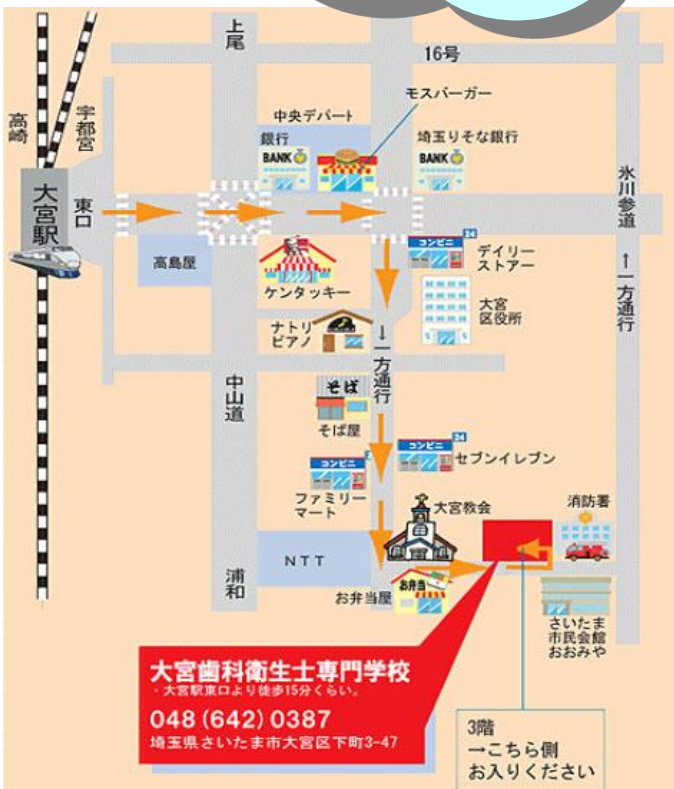 上尾
16号
モスバーガー
中央デパート
高崎
宇都宮
銀行
BANK
埼玉りそな銀行
BANK
大宮駅
東口
氷川参道
↑一方通行
高島屋
ケンタッキー
コンビニ
24
デイリー
ストアー
大宮
区役所
ナトリ
ピアノ
↓一方通行
中山道
そば
そば屋
コンビニ
ファミリー
マート
コンビニ
24
セブンイレブン
大宮教会
消防署
NTT
浦和
お弁当
お弁当屋
さいたま
市民会館
おおみや
大宮歯科衛生士専門学校
・大宮駅東口より徒歩15分くらい。
048(642)0387
埼玉県さいたま市大宮区下町3-47
3階
→こちら側
お入りください